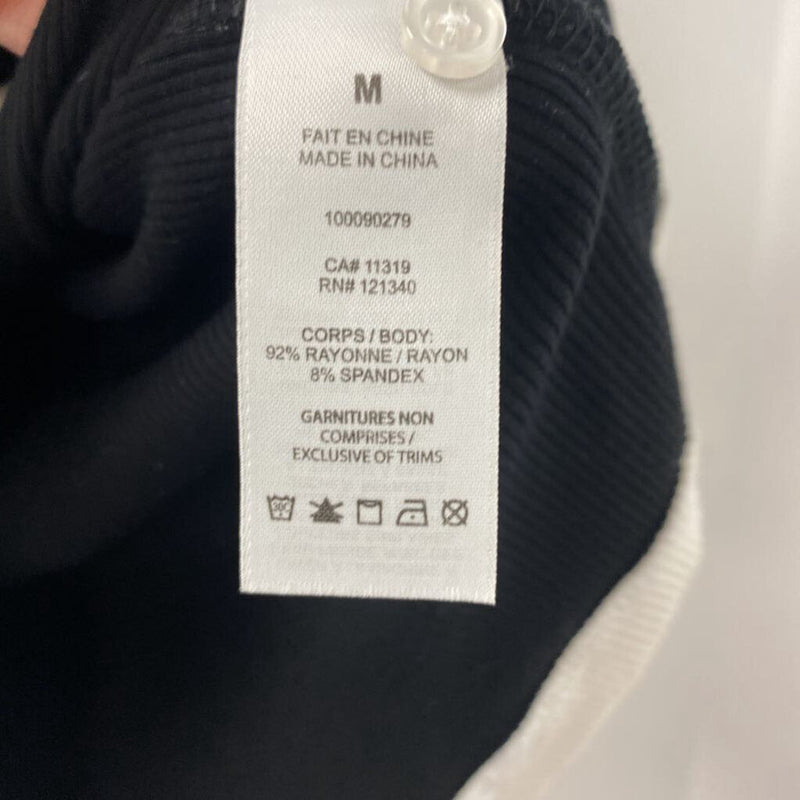 M
FAIT EN CHINE
MADE IN CHINA
100090279
CA# 11319
RN# 121340
CORPS / BODY:
92% RAYONNE / RAYON
8% SPANDEX
GARNITURES NON
COMPRISES /
EXCLUSIVE OF TRIMS
30C